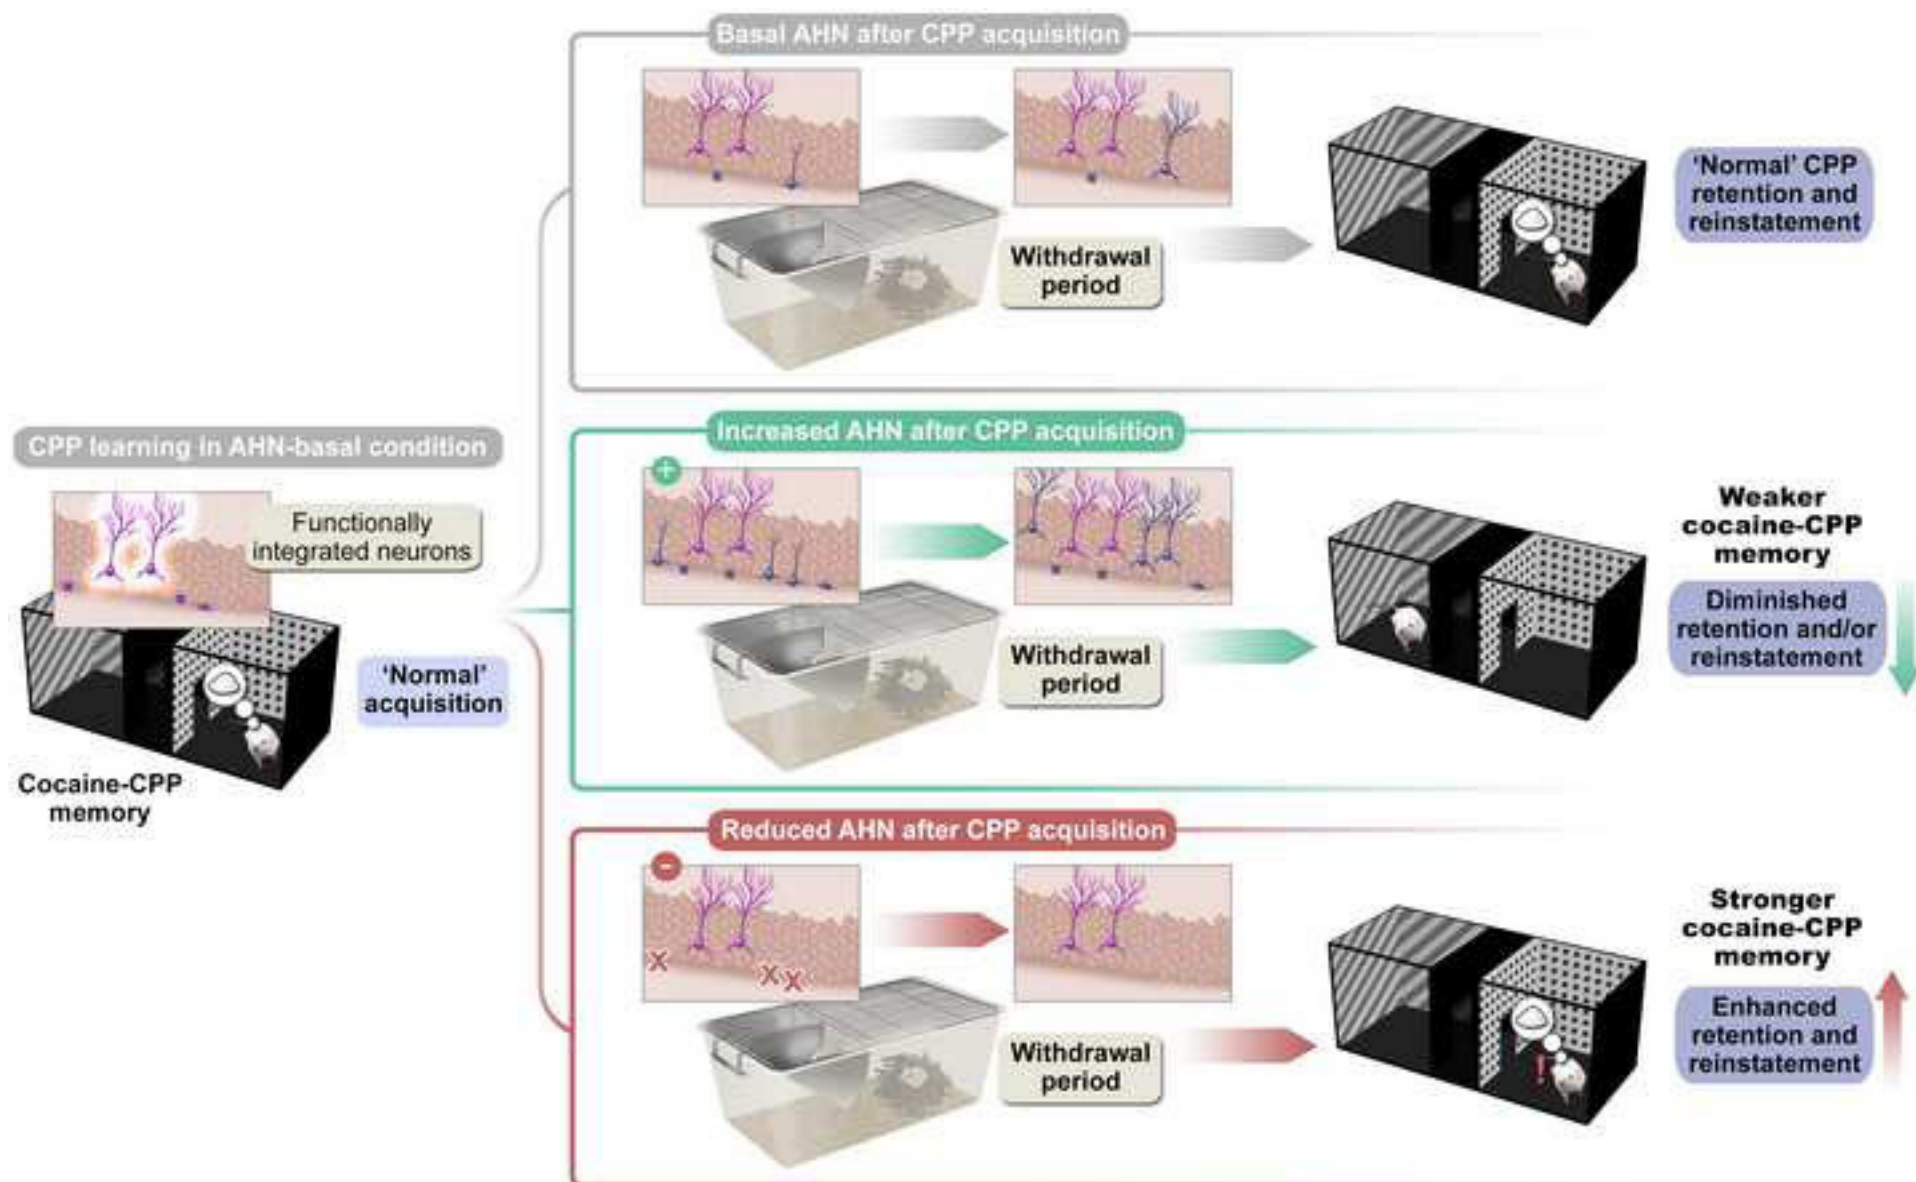 CPP learning in AHN-basal condition
Functionally
integrated neurons
'Normal'
acquisition
Cocaine-CPP
memory
Basal AHN after CPP acquisition
Withdrawal
period
'Normal' CPP
retention and
reinstatement
Increased AHN after CPP acquisition
+
Withdrawal
period
Weaker
cocaine-CPP
memory
Diminished
retention and/or
reinstatement
Reduced AHN after CPP acquisition
-
X
X
X
Withdrawal
period
!
Stronger
cocaine-CPP
memory
Enhanced
retention and
reinstatement